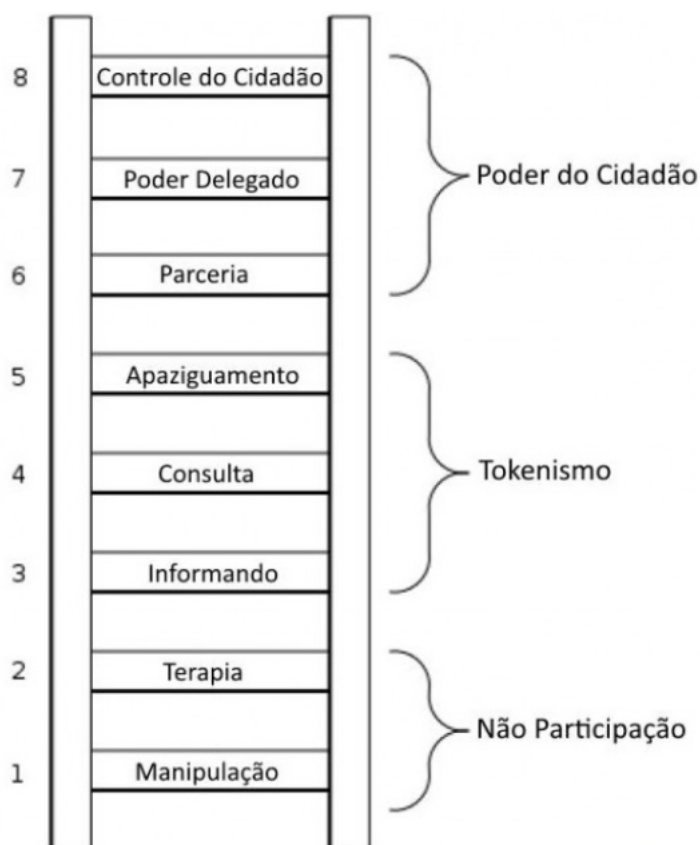 8 Controle do Cidadão
7 Poder Delegado
Poder do Cidadão
6 Parceria
5 Apaziguamento
4 Consulta
Tokenismo
3 Informando
2 Terapia
Não Participação
1 Manipulação